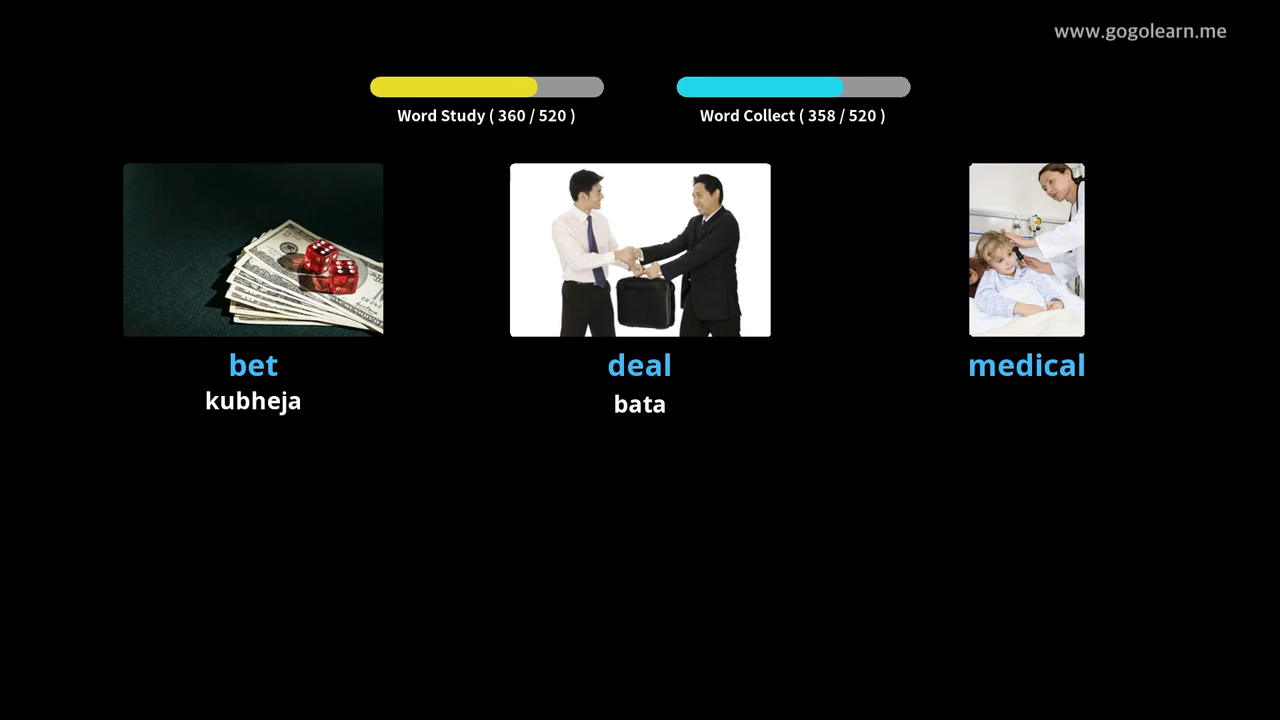 www.gogolearn.me
Word Study ( 360 / 520 )
Word Collect ( 358 / 520 )
bet
kubheja
deal
bata
medical